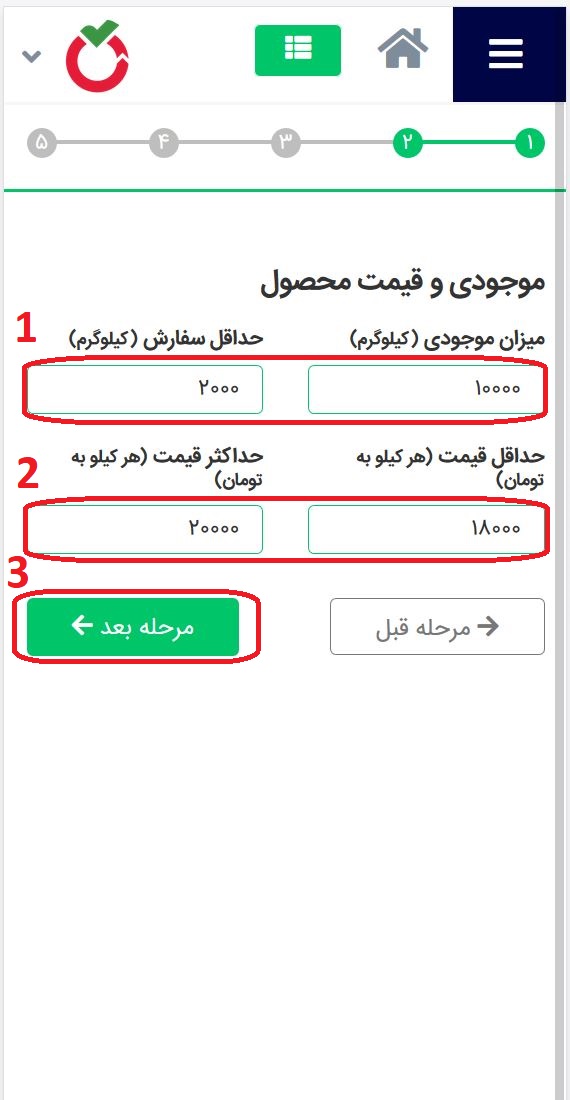 ۱ ۲ ۳ ۴ ۵
موجودی و قیمت محصول
1
میزان موجودی (کیلوگرم)
حداقل سفارش (کیلوگرم)
۱۰۰۰۰
۲۰۰۰
2
حداقل قیمت (هر کیلو به
تومان)
حداکثر قیمت (هر کیلو به
تومان)
۱۸۰۰۰
۲۰۰۰۰
3
مرحله قبل
مرحله بعد